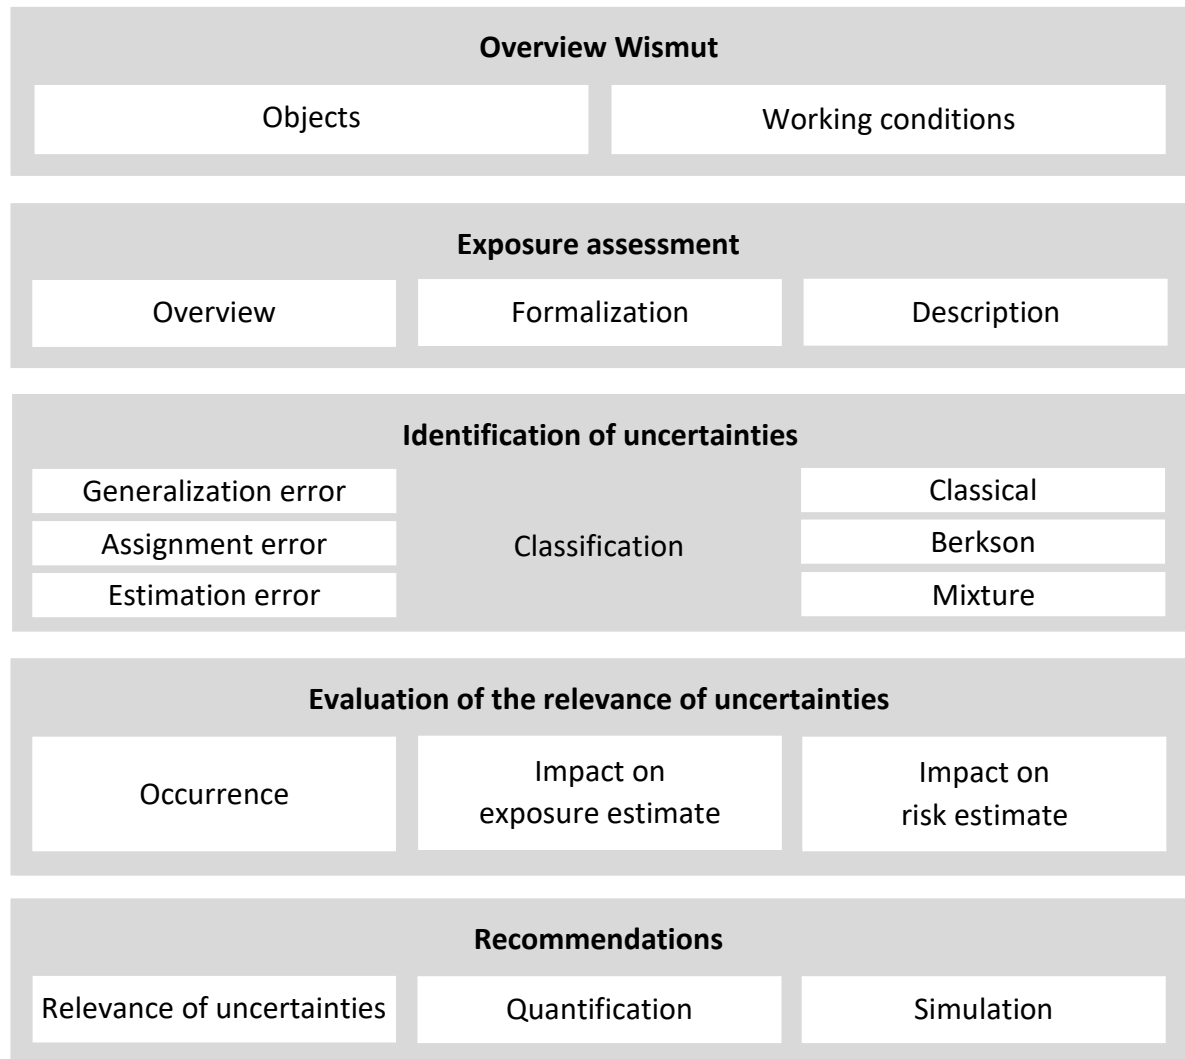 Overview Wismut
Objects
Working conditions
Exposure assessment
Overview
Formalization
Description
Identification of uncertainties
Generalization error
Assignment error
Estimation error
Classification
Classical
Berkson
Mixture
Evaluation of the relevance of uncertainties
Occurrence
Impact on
exposure estimate
Impact on
risk estimate
Recommendations
Relevance of uncertainties
Quantification
Simulation